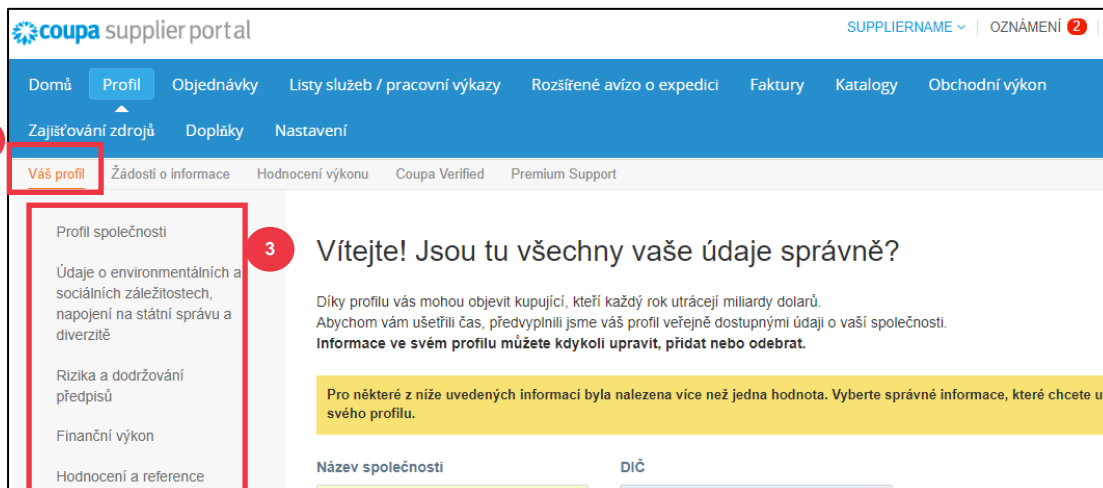 coupa supplier portal
SUPPLIERNAME OZNÁMENÍ 2
Domů Profil Objednávky Listy služeb / pracovní výkazy Rozšířené avízo o expedici Faktury Katalogy Obchodní výkon
Zajišťování zdrojů Doplňky Nastavení
Váš profil Žádosti o informace Hodnocení výkonu Coupa Verified Premium Support
Profil společnosti
Údaje o environmentálních a
sociálních záležitostech,
napojení na státní správu a
diverzitě
Rizika a dodržování
předpisů
Finanční výkon
Hodnocení a reference
3
Vítejte! Jsou tu všechny vaše údaje správně?
Díky profilu vás mohou objevit kupující, kteří každý rok utrácejí miliardy dolarů.
Abychom vám ušetřili čas, předvyplnili jsme váš profil veřejně dostupnými údaji o vaší společnosti.
Informace ve svém profilu můžete kdykoli upravit, přidat nebo odebrat.
Pro některé z níže uvedených informací byla nalezena více než jedna hodnota. Vyberte správné informace, které chcete u
svého profilu.
Název společnosti DIČ